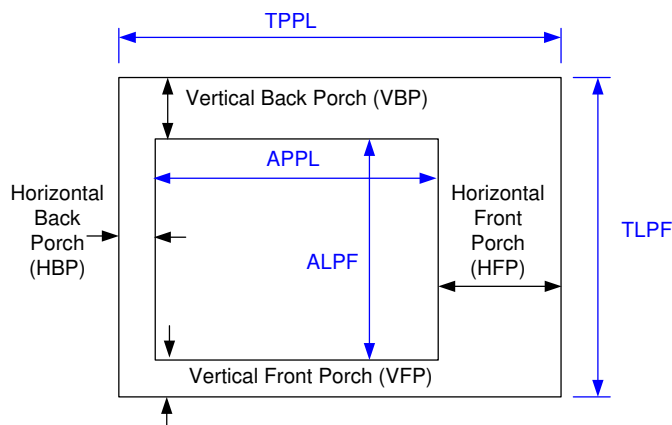 TPPL
Vertical Back Porch (VBP)
APPL
Horizontal
Back
Porch
(HBP)
Horizontal
Front
Porch
(HFP)
TLPF
ALPF
Vertical Front Porch (VFP)